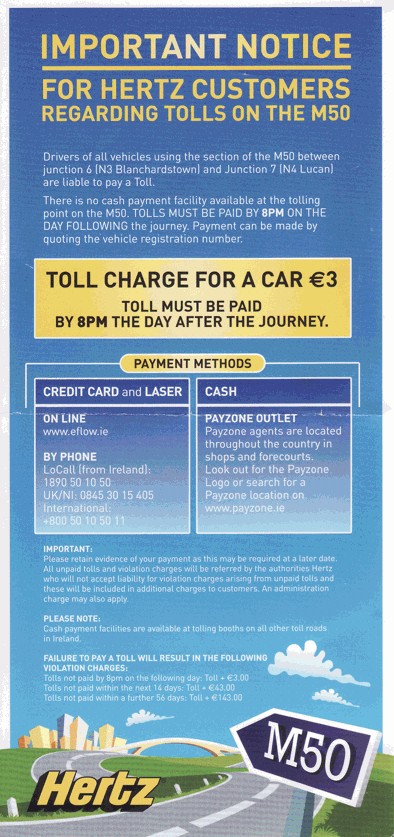 IMPORTANT NOTICE
FOR HERTZ CUSTOMERS
REGARDING TOLLS ON THE M50
Drivers of all vehicles using the section of the M50 between
junction 6 (N3 Blanchardstown) and Junction 7 (N4 Lucan)
are liable to pay a Toll.
There is no cash payment facility available at the tolling
point on the M50. TOLLS MUST BE PAID BY 8PM ON THE
DAY FOLLOWING the journey. Payment can be made by
quoting the vehicle registration number.
TOLL CHARGE FOR A CAR €3
TOLL MUST BE PAID
BY 8PM THE DAY AFTER THE JOURNEY.
PAYMENT METHODS
CREDIT CARD and LASER
ON LINE
www.eflow.ie
BY PHONE
LoCall (from Ireland):
1890 50 10 50
UK/NI: 0845 30 15 405
International:
+800 50 10 50 11
CASH
PAYZONE OUTLET
Payzone agents are located
throughout the country in
shops and forecourts.
Look out for the Payzone
Logo or search for a
Payzone location on
www.payzone.ie
IMPORTANT:
Please retain evidence of your payment as this may be required at a later date.
All unpaid tolls and violation charges will be referred by the authorities Hertz
who will not accept liability for violation charges arising from unpaid tolls and
these will be included in additional charges to customers. An administration
charge may also apply.
PLEASE NOTE:
Cash payment facilities are available at tolling booths on all other toll roads
in Ireland.
FAILURE TO PAY A TOLL WILL RESULT IN THE FOLLOWING
VIOLATION CHARGES:
Tolls not paid by 8pm on the following day: Toll + €3.00
Tolls not paid within the next 14 days: Toll + €43.00
Tolls not paid within a further 56 days: Toll + €143.00
M50
Hertz